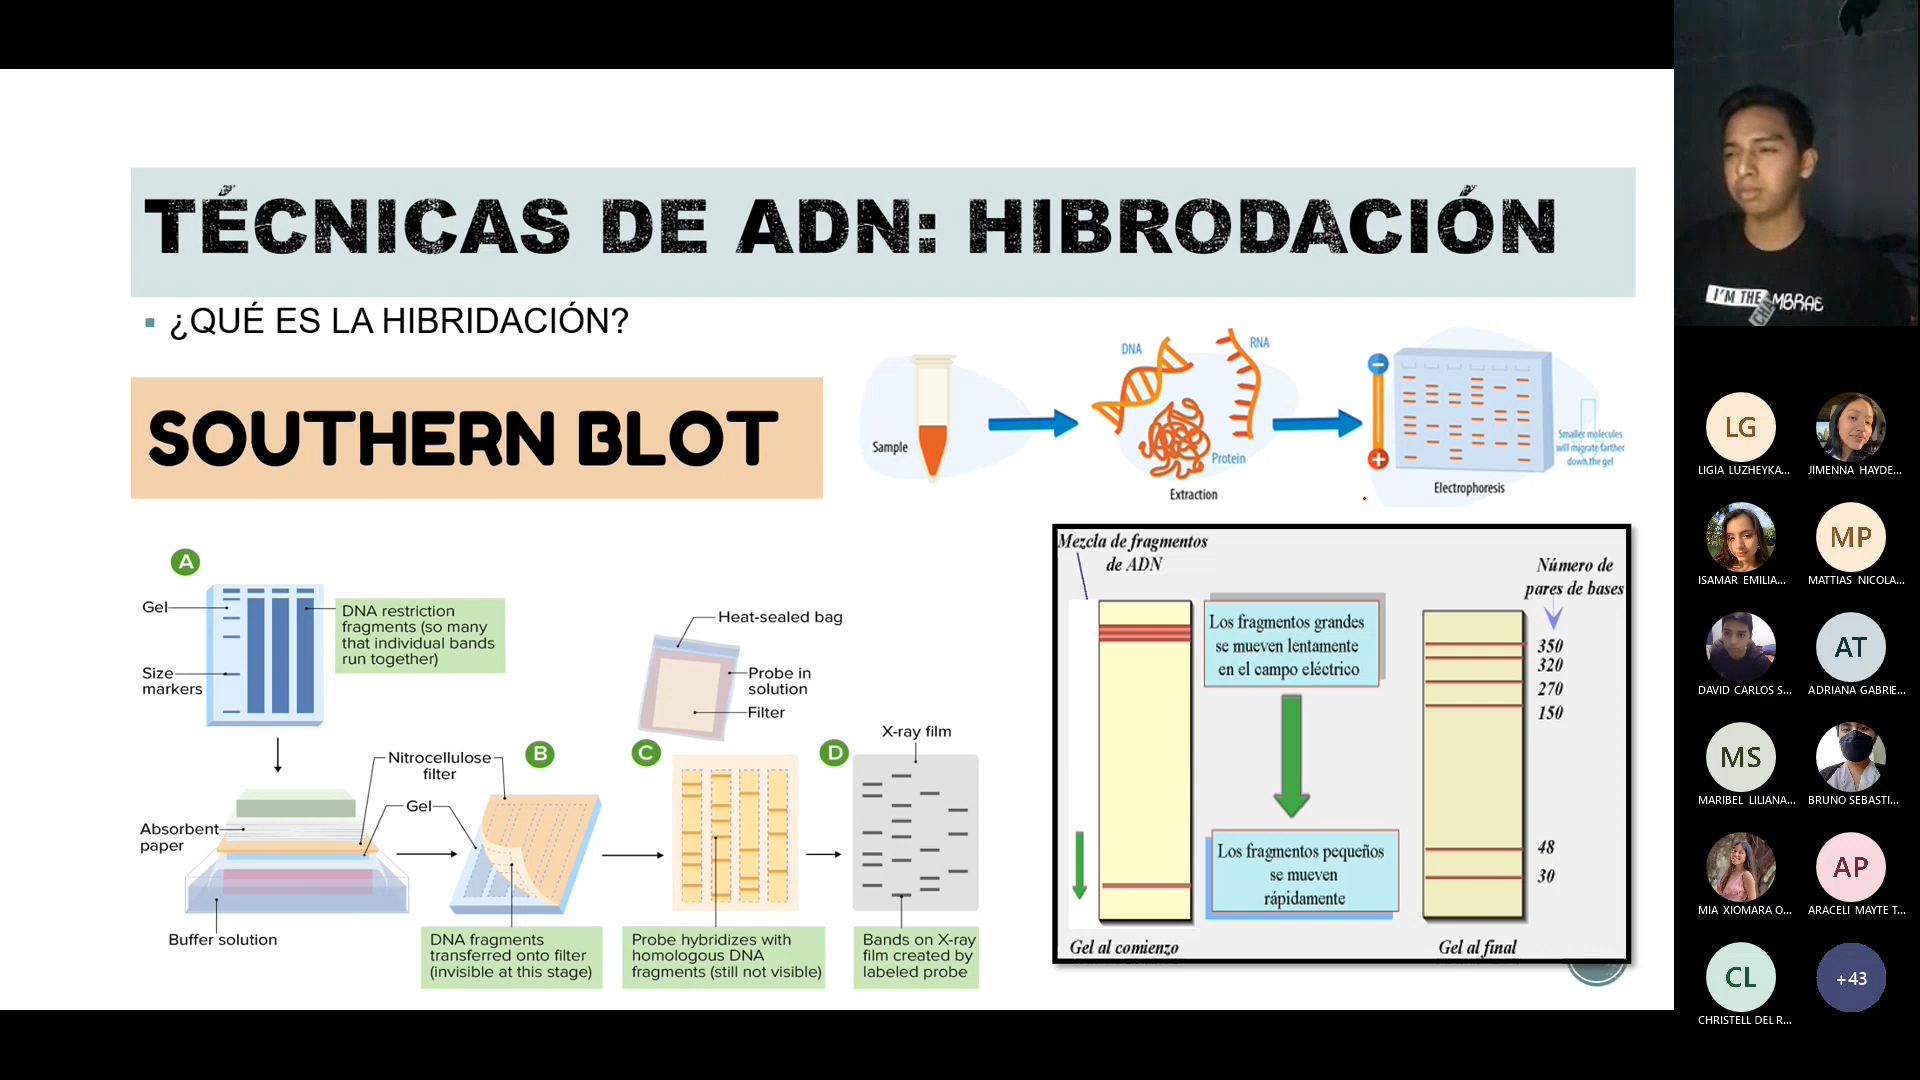 TÉCNICAS DE ADN: HIBRODACIÓN
¿QUÉ ES LA HIBRIDACIÓN?
SOUTHERN BLOT
Sample
DNA
RNA
Protein
Extraction
Smaller molecules
will migrate farther
down the gel
Electrophoresis
A
Gel
Size
markers
DNA restriction
fragments (so many
that individual bands
run together)
Absorbent
paper
Buffer solution
Nitrocellulose
filter
Gel
B
DNA fragments
transferred onto filter
(invisible at this stage)
Heat-sealed bag
Probe in
solution
Filter
C
Probe hybridizes with
homologous DNA
fragments (still not visible)
D
X-ray film
Bands on X-ray
film created by
labeled probe
Mezcla de fragmentos
de ADN
Los fragmentos grandes
se mueven lentamente
en el campo eléctrico
Los fragmentos pequeños
se mueven
rápidamente
Gel al comienzo
Número de
pares de bases
350
320
270
150
48
30
Gel al final
I'M THE
LG
LIGIA LUZHEYKA...
JIMENNA HAYDE...
ISAMAR EMILIA...
MP
MATTIAS NICOLA...
DAVID CARLOS S...
AT
ADRIANA GABRIE...
MS
MARIBEL LILIANA...
BRUNO SEBASTI...
MIA XIOMARA O...
AP
ARACELI MAYTE T...
CL
CHRISTELL DEL R...
+43